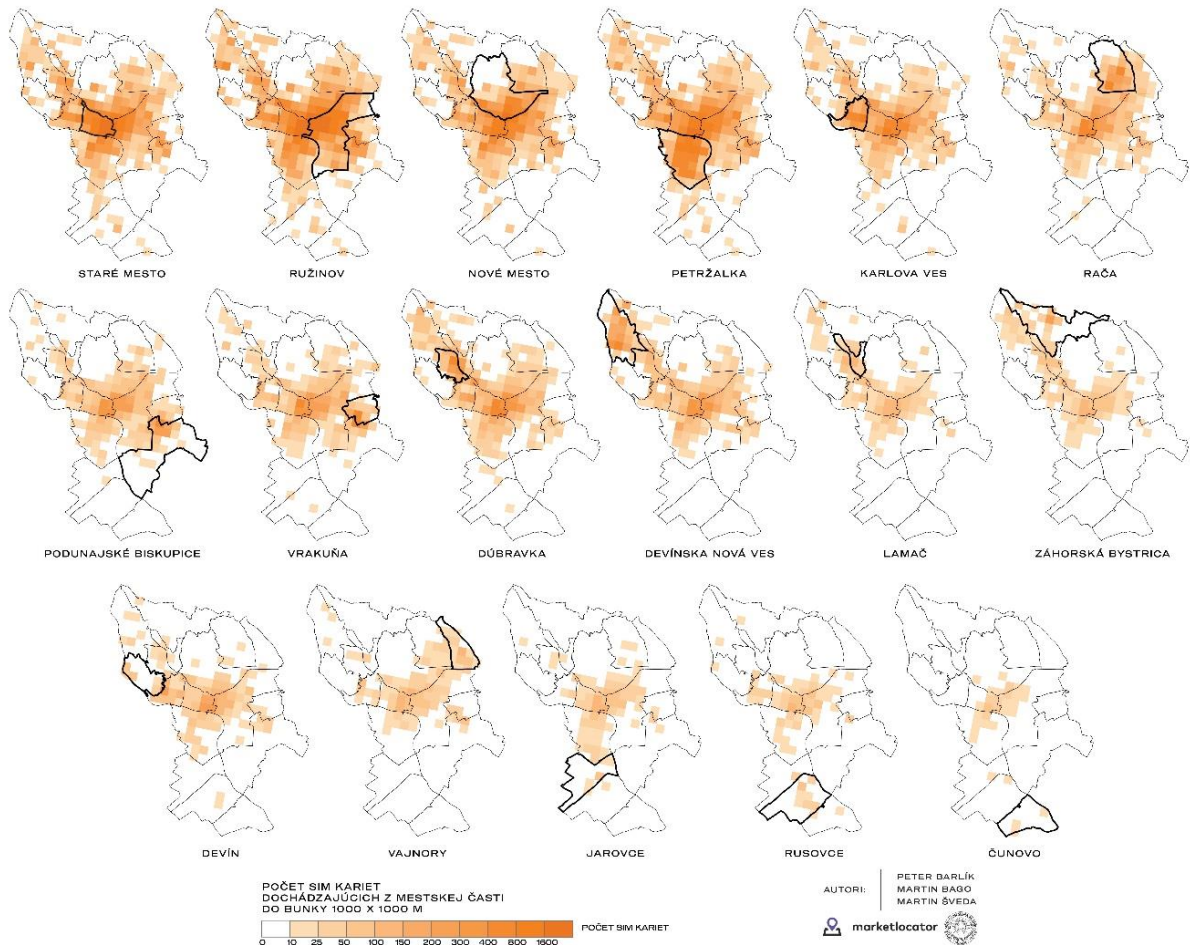 STARÉ MESTO
RUŽINOV
NOVÉ MESTO
PETRŽALKA
KARLOVA VES
RAČA
PODUNAJSKÉ BISKUPICE
VRAKUŇA
DÚBRAVKA
DEVÍNSKA NOVÁ VES
LAMAČ
ZÁHORSKÁ BYSTRICA
DEVÍN
VAJNORY
JAROVCE
RUSOVCE
ČUNOVO
POČET SIM KARIET
DOCHÁDZAJÚCICH Z MESTSKEJ ČASTI
DO BUNKY 1000 X 1000 M
POČET SIM KARIET
0 10 25 50 100 150 200 300 400 800 1600
AUTORI:
PETER BARLÍK
MARTIN BAGO
MARTIN ŠVEDA
marketlocator